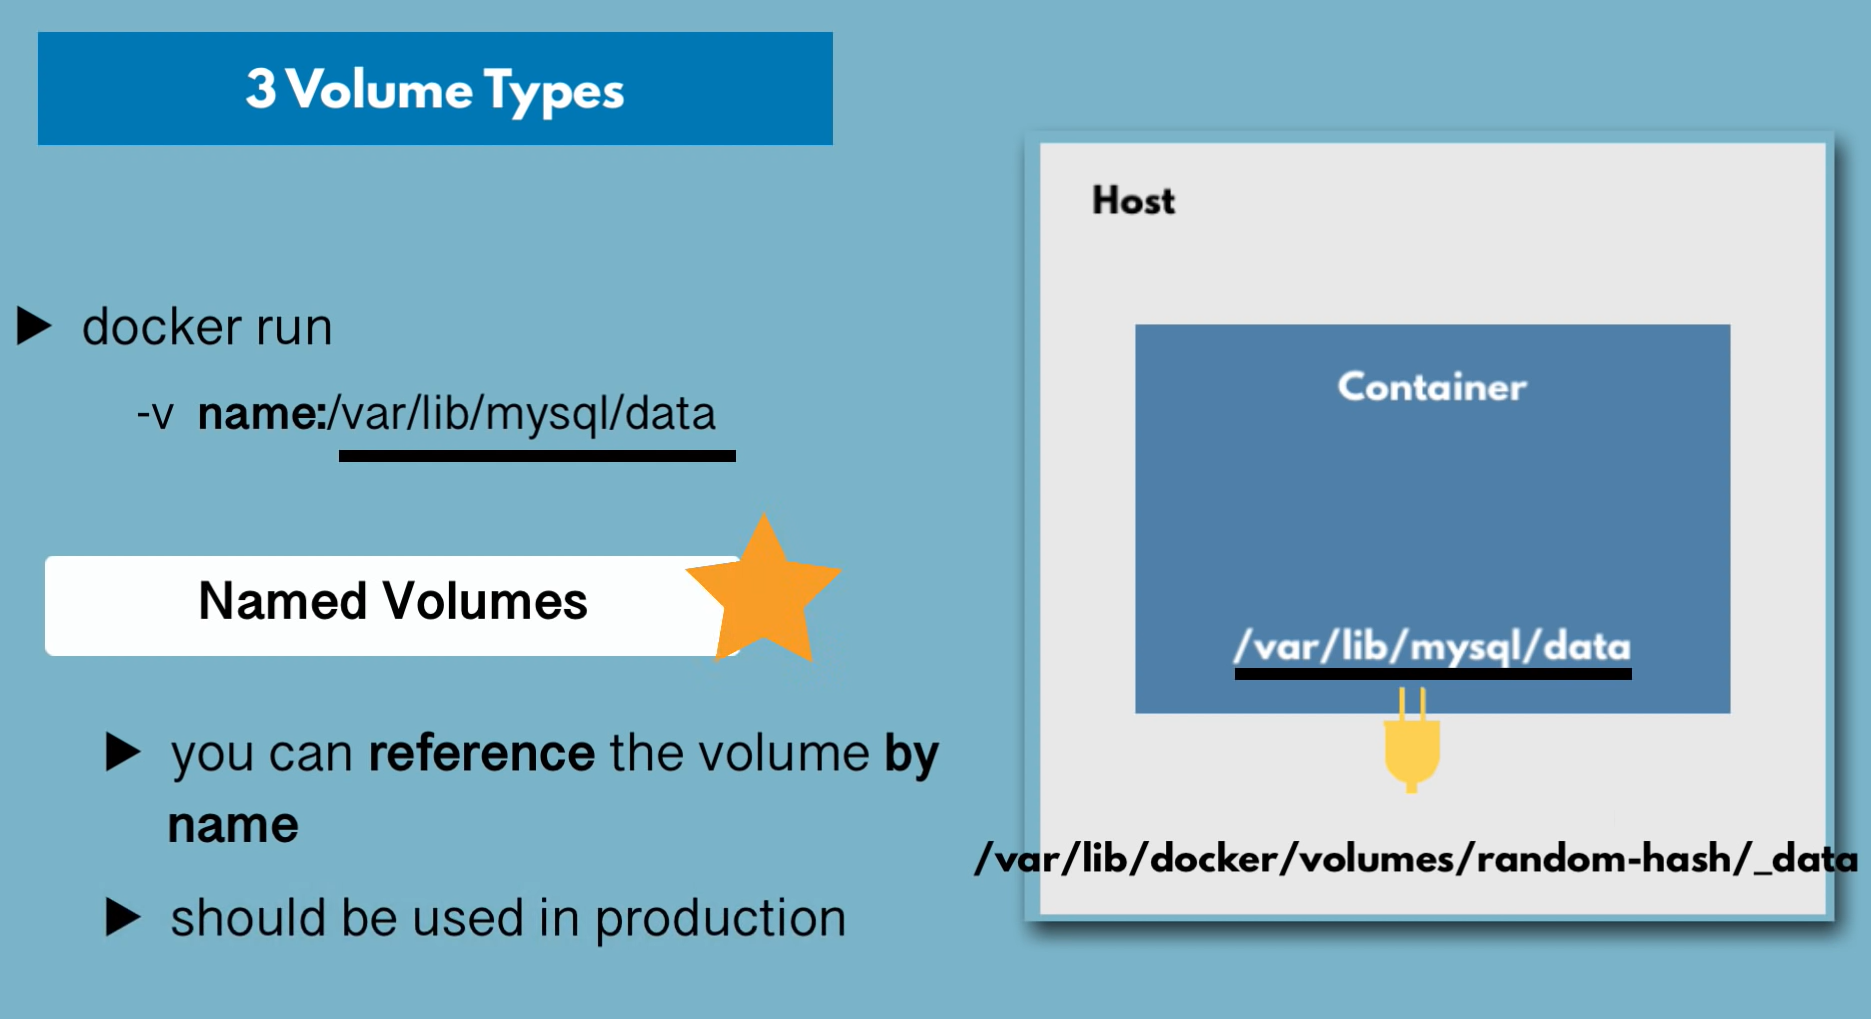 3 Volume Types
docker run
-v name:/var/lib/mysql/data
Named Volumes
you can reference the volume by
name
should be used in production
Host
Container
/var/lib/mysql/data
/var/lib/docker/volumes/random-hash/_data